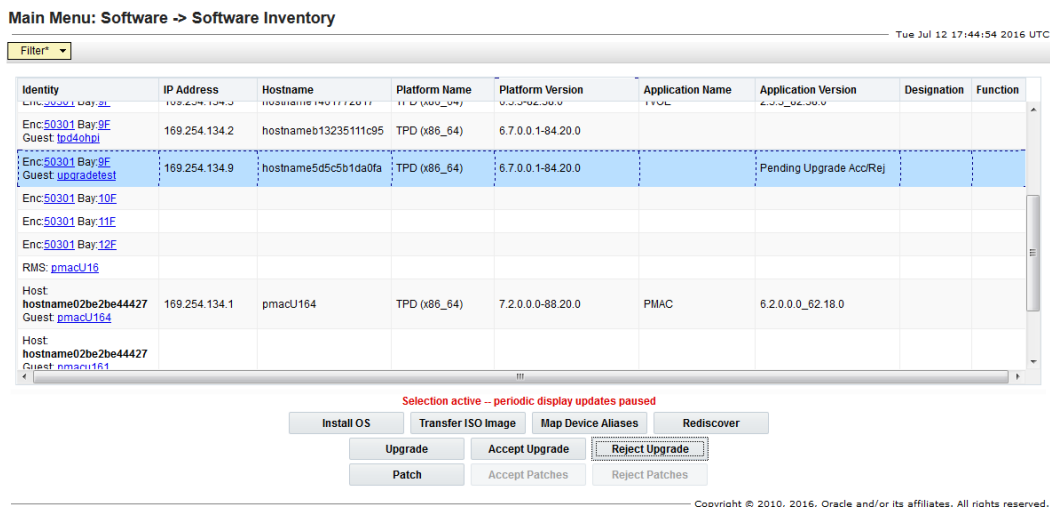 Main Menu: Software -> Software Inventory
Tue Jul 12 17:44:54 2016 UTC
Filter*
Identity IP Address Hostname Platform Name Platform Version Application Name Application Version Designation Function
Enc:50301 Bay:9F
Guest: tpd4ohpi
169.254.134.2 hostnameb13235111c95 TPD (x86_64) 6.7.0.0.1-84.20.0
Enc:50301 Bay:9F
Guest: upgradetest
169.254.134.9 hostname5d5c5b1da0fa TPD (x86_64) 6.7.0.0.1-84.20.0 Pending Upgrade Acc/Rej
Enc:50301 Bay:10F
Enc:50301 Bay:11F
Enc:50301 Bay:12F
RMS: pmacU16
Host:
hostname02be2be44427
Guest: pmacU164
169.254.134.1 pmacU164 TPD (x86_64) 7.2.0.0.0-88.20.0 PMAC 6.2.0.0.0_62.18.0
Host:
hostname02be2be44427
Guest: pmacu161
Selection active -- periodic display updates paused
Install OS Transfer ISO Image Map Device Aliases Rediscover
Upgrade Accept Upgrade Reject Upgrade
Patch Accept Patches Reject Patches
Copyright © 2010, 2016, Oracle and/or its affiliates. All rights reserved.